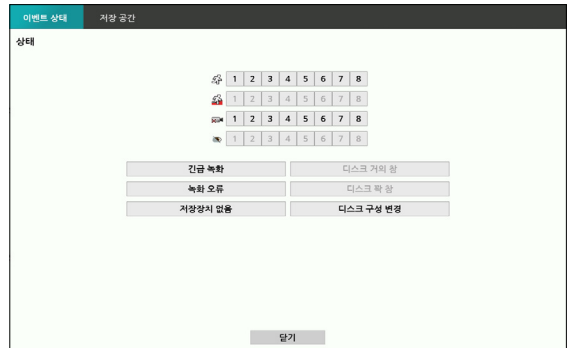 이벤트 상태 저장 공간
상태
1 2 3 4 5 6 7 8
1 2 3 4 5 6 7 8
1 2 3 4 5 6 7 8
1 2 3 4 5 6 7 8
긴급 녹화 디스크 거의 참
녹화 오류 디스크 꽉 참
저장장치 없음 디스크 구성 변경
닫기